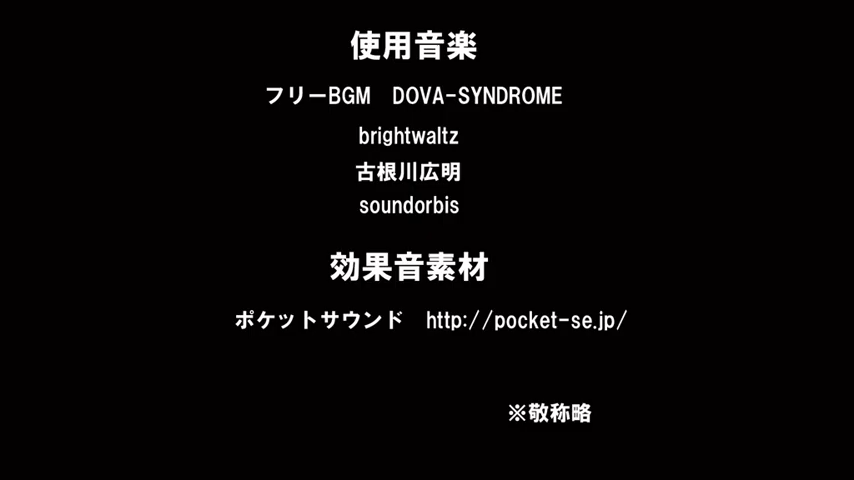 使用音楽
フリーBGM　DOVA-SYNDROME
brightwaltz
古根川広明
soundorbis
効果音素材
ポケットサウンド　http://pocket-se.jp/
※敬称略